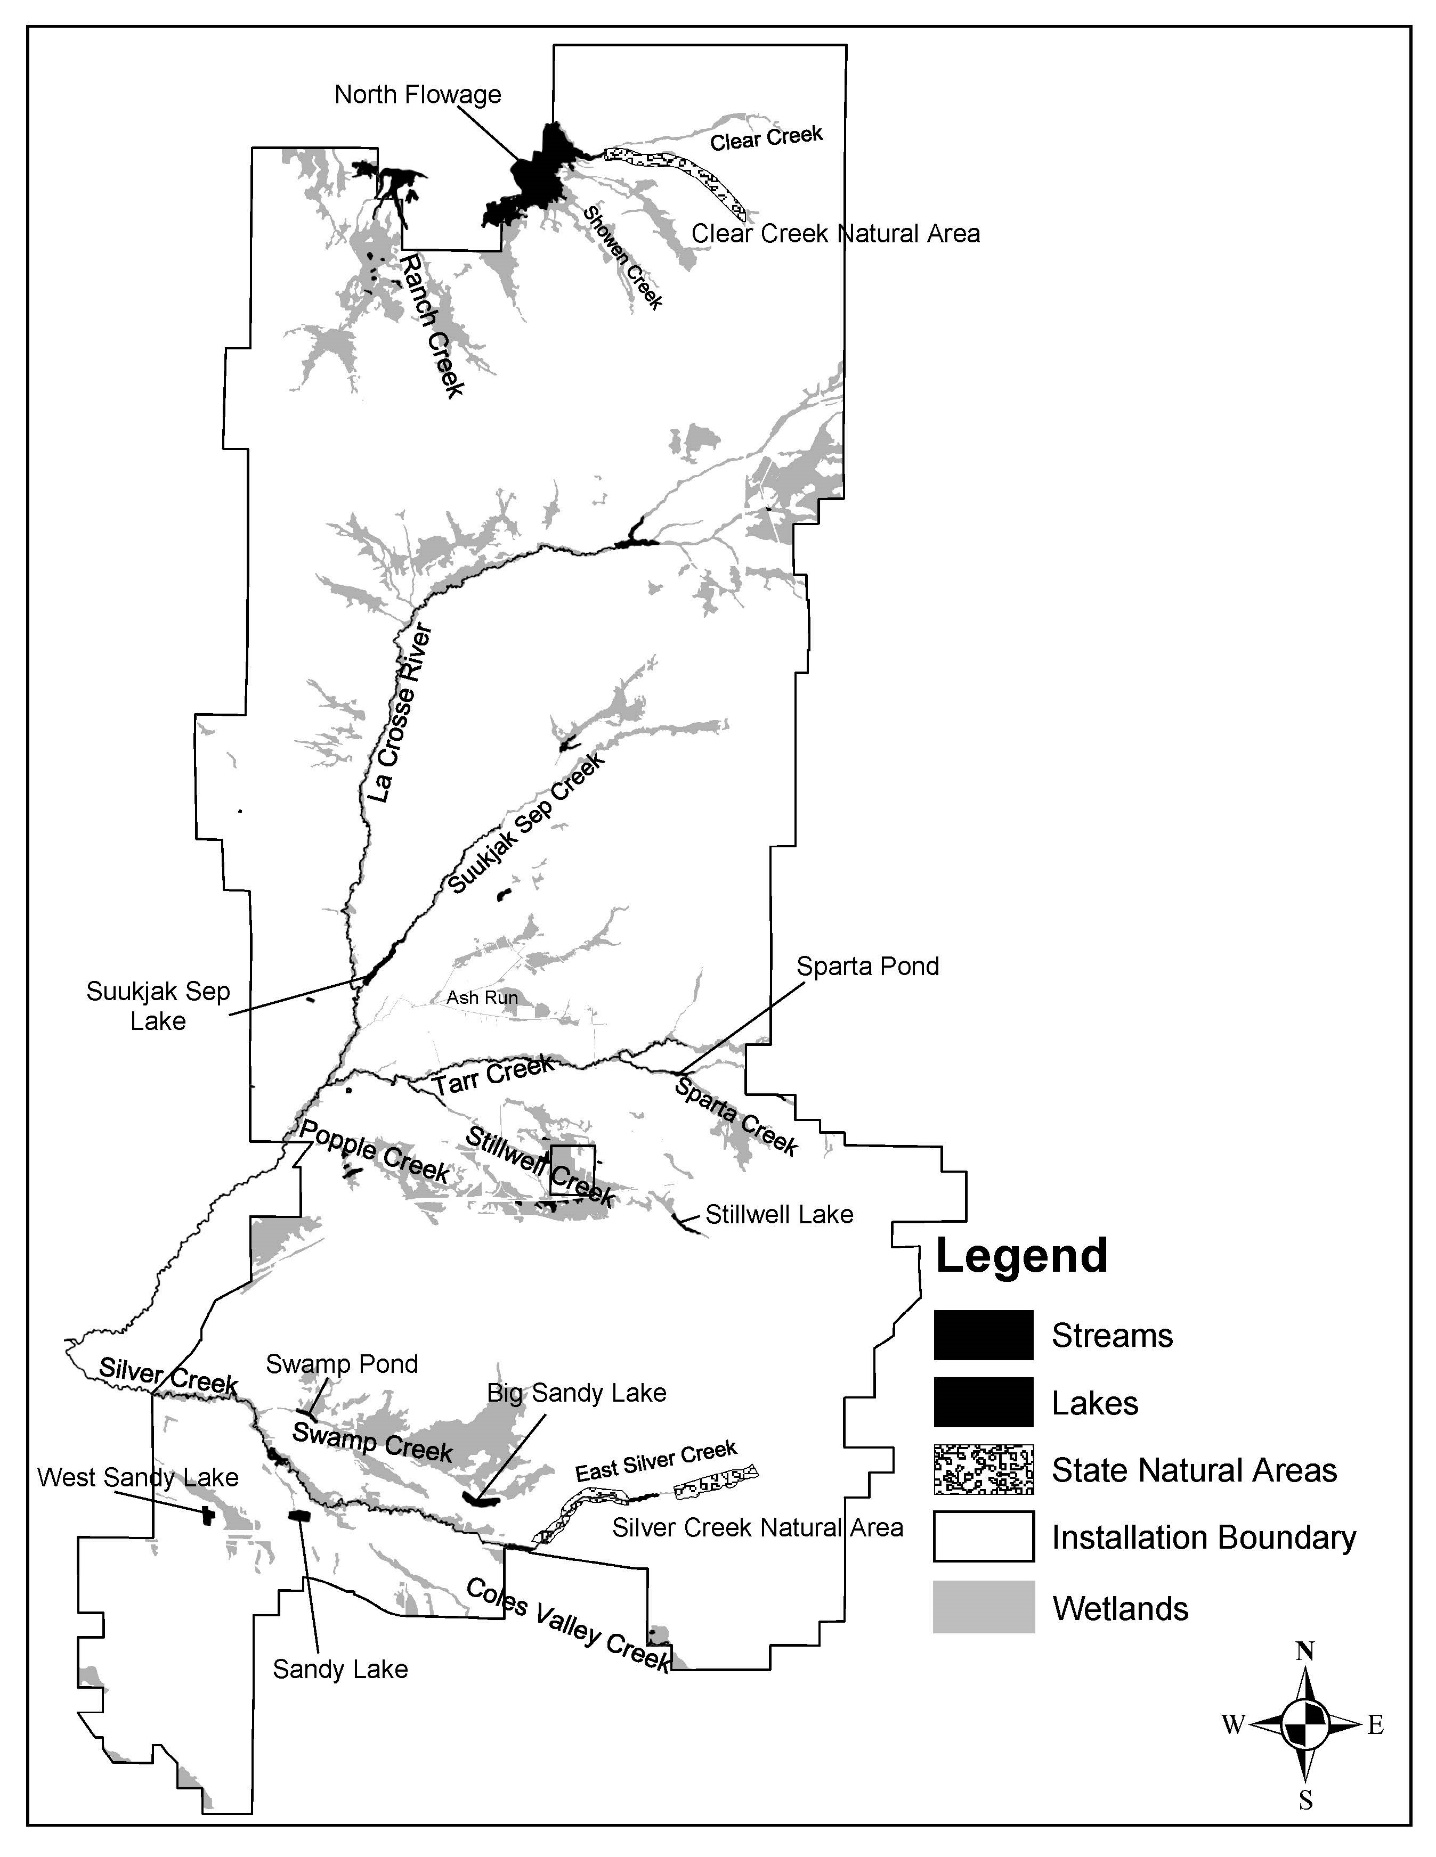 North Flowage
Clear Creek
Clear Creek Natural Area
Showen Creek
Ranch Creek
La Crosse River
Suukjak Sep Creek
Sparta Pond
Suukjak Sep
Lake
Ash Run
Tarr Creek
Sparta Creek
Popple Creek
Stillwell Creek
Stillwell Lake
Legend
Streams
Lakes
State Natural Areas
Installation Boundary
Wetlands
Silver Creek
Swamp Pond
Big Sandy Lake
Swamp Creek
East Silver Creek
West Sandy Lake
Silver Creek Natural Area
Coles Valley Creek
Sandy Lake
N
W
E
S